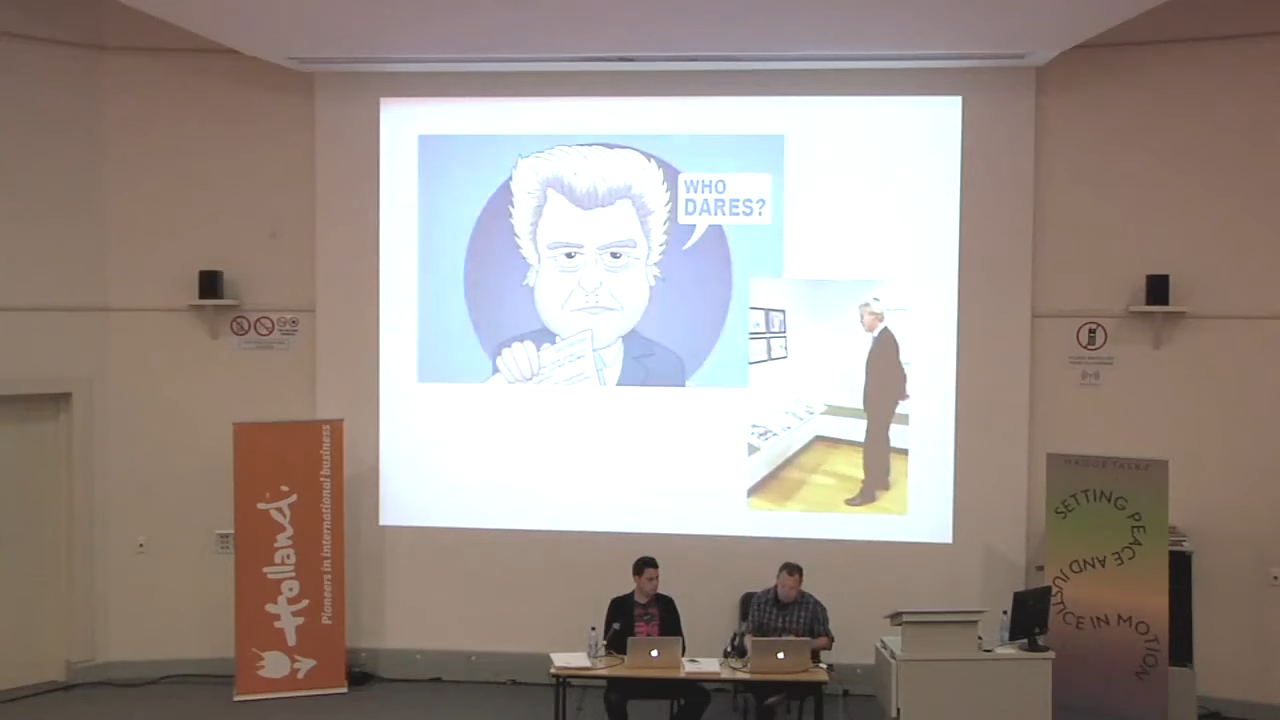 WHO
DARES?
Holland.
Pioneers in international business
HAGUE TALKS
SETTING PEACE
AND JUSTICE IN MOTION